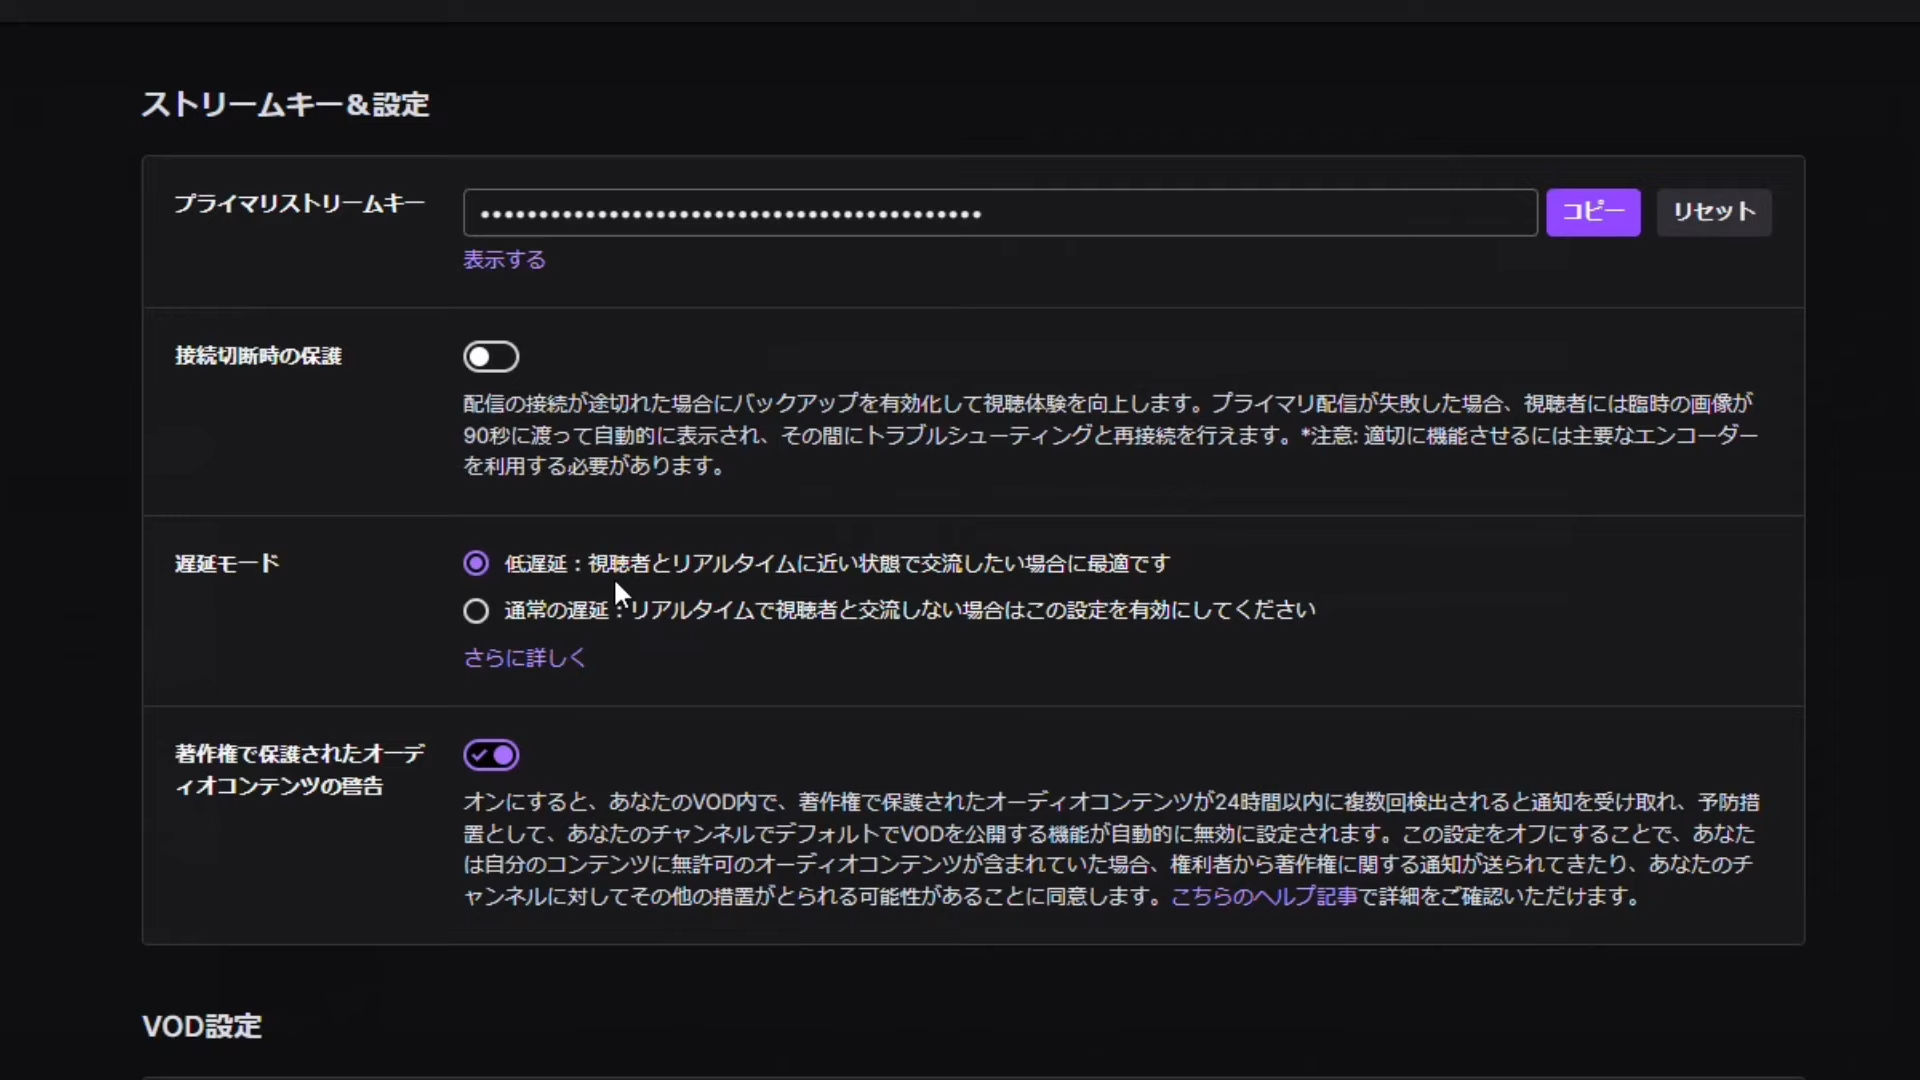 ストリームキー＆設定
プライマリストリームキー
••••••••••••••••••••••••••••••••••••••••••••
コピー
リセット
表示する
接続切断時の保護
配信の接続が途切れた場合にバックアップを有効化して視聴体験を向上します。プライマリ配信が失敗した場合、視聴者には臨時の画像が
90秒に渡って自動的に表示され、その間にトラブルシューティングと再接続を行えます。*注意: 適切に機能させるには主要なエンコーダー
を利用する必要があります。
遅延モード
低遅延：視聴者とリアルタイムに近い状態で交流したい場合に最適です
通常の遅延：リアルタイムで視聴者と交流しない場合はこの設定を有効にしてください
さらに詳しく
著作権で保護されたオーデ
ィオコンテンツの警告
オンにすると、あなたのVOD内で、著作権で保護されたオーディオコンテンツが24時間以内に複数回検出されると通知を受け取れ、予防措
置として、あなたのチャンネルでデフォルトでVODを公開する機能が自動的に無効に設定されます。この設定をオフにすることで、あなた
は自分のコンテンツに無許可のオーディオコンテンツが含まれていた場合、権利者から著作権に関する通知が送られてきたり、あなたのチ
ャンネルに対してその他の措置がとられる可能性があることに同意します。こちらのヘルプ記事で詳細をご確認いただけます。
VOD設定